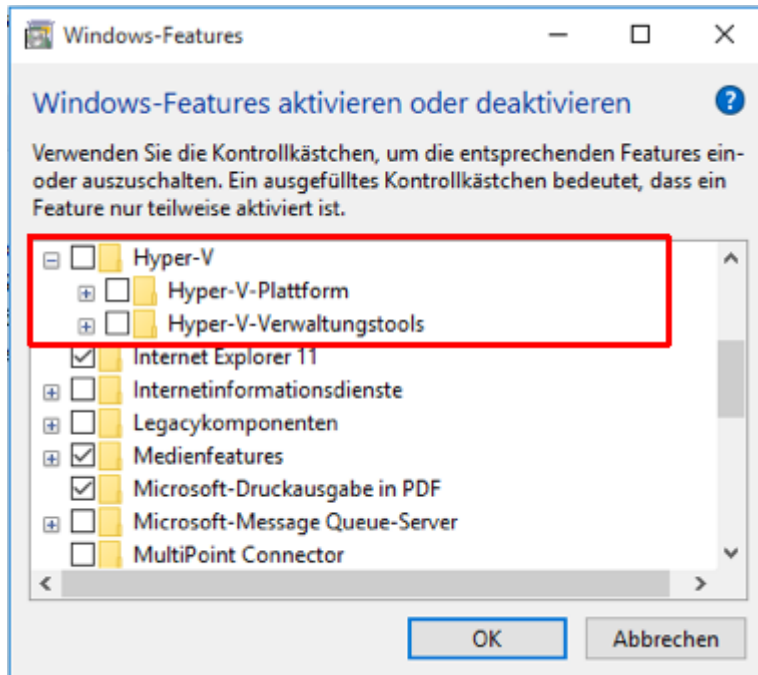 Windows-Features
Windows-Features aktivieren oder deaktivieren
Verwenden Sie die Kontrollkästchen, um die entsprechenden Features ein-
oder auszuschalten. Ein ausgefülltes Kontrollkästchen bedeutet, dass ein
Feature nur teilweise aktiviert ist.
Hyper-V
Hyper-V-Plattform
Hyper-V-Verwaltungstools
Internet Explorer 11
Internetinformationsdienste
Legacykomponenten
Medienfeatures
Microsoft-Druckausgabe in PDF
Microsoft-Message Queue-Server
MultiPoint Connector
OK Abbrechen